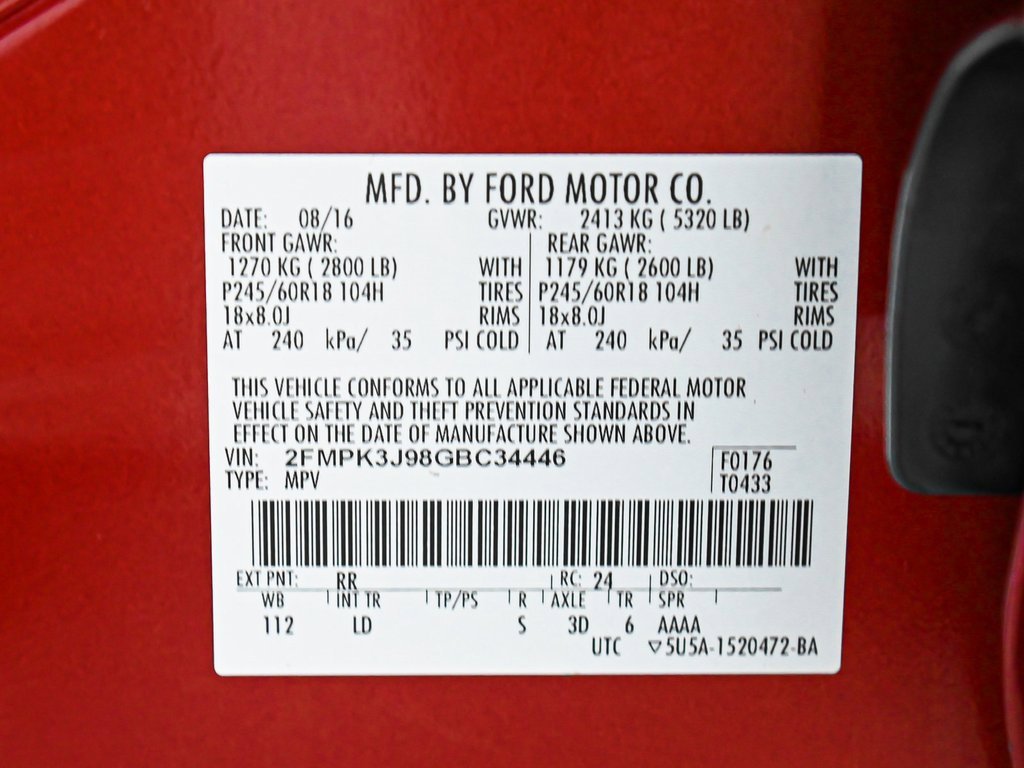 MFD. BY FORD MOTOR CO.
DATE: 08/16 GVWR: 2413 KG ( 5320 LB)
FRONT GAWR: REAR GAWR:
1270 KG ( 2800 LB) WITH 1179 KG ( 2600 LB) WITH
P245/60R18 104H TIRES P245/60R18 104H TIRES
18x8.0J RIMS 18x8.0J RIMS
AT 240 kPa/ 35 PSI COLD AT 240 kPa/ 35 PSI COLD
THIS VEHICLE CONFORMS TO ALL APPLICABLE FEDERAL MOTOR
VEHICLE SAFETY AND THEFT PREVENTION STANDARDS IN
EFFECT ON THE DATE OF MANUFACTURE SHOWN ABOVE.
VIN: 2FMPK3J98GBC34446 F0176
TYPE: MPV T0433
EXT PNT: RR RC: 24 DSO:
WB INT TR TP/PS R AXLE TR SPR
112 LD S 3D 6 AAAA
UTC ▽5U5A-1520472-BA